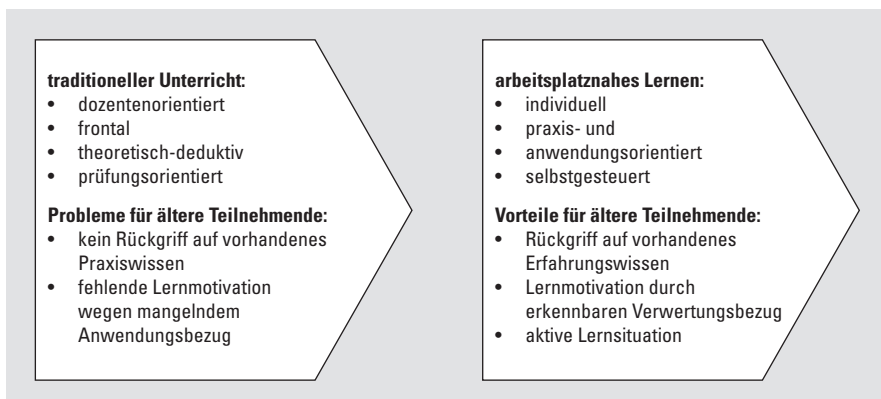 traditioneller Unterricht:
• dozentenorientiert
• frontal
• theoretisch-deduktiv
• prüfungsorientiert
Probleme für ältere Teilnehmende:
• kein Rückgriff auf vorhandenes
Praxiswissen
• fehlende Lernmotivation
wegen mangelndem
Anwendungsbezug
arbeitsplatznahes Lernen:
• individuell
• praxis- und
• anwendungsorientiert
• selbstgesteuert
Vorteile für ältere Teilnehmende:
• Rückgriff auf vorhandenes
Erfahrungswissen
• Lernmotivation durch
erkennbaren Verwertungsbezug
• aktive Lernsituation